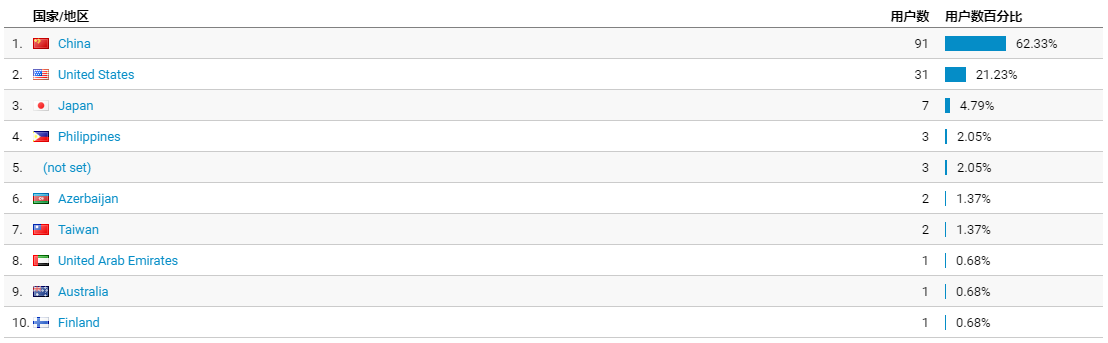 国家/地区 用户数 用户数百分比
1. China 91 62.33%
2. United States 31 21.23%
3. Japan 7 4.79%
4. Philippines 3 2.05%
5. (not set) 3 2.05%
6. Azerbaijan 2 1.37%
7. Taiwan 2 1.37%
8. United Arab Emirates 1 0.68%
9. Australia 1 0.68%
10. Finland 1 0.68%